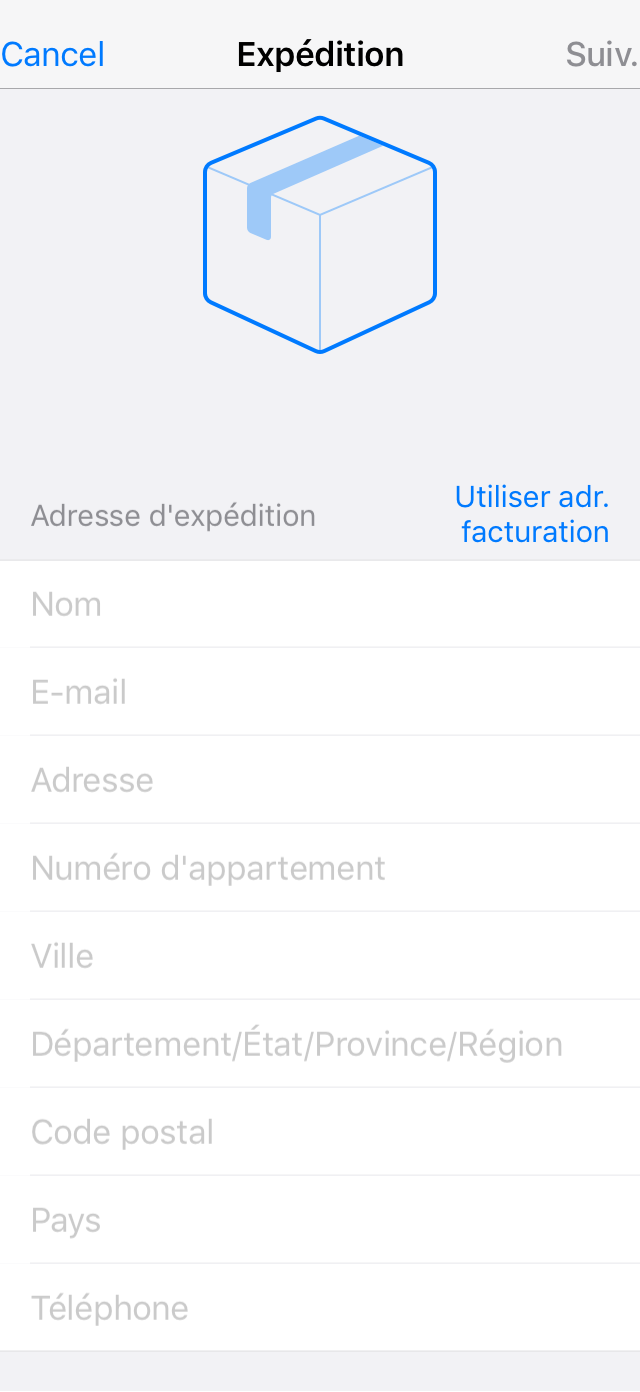 Cancel Expédition Suiv.
Adresse d'expédition
Utiliser adr.
facturation
Nom
E-mail
Adresse
Numéro d'appartement
Ville
Département/État/Province/Région
Code postal
Pays
Téléphone